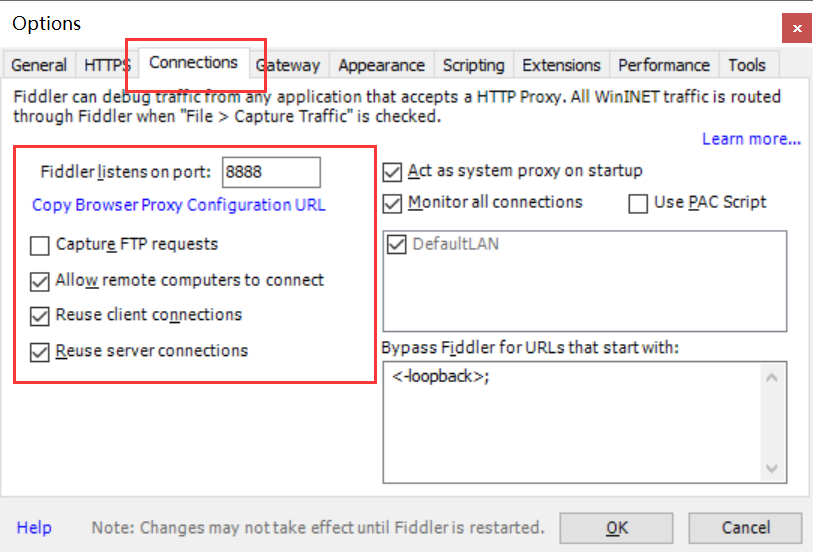 Options
×
General HTTPS Connections Gateway Appearance Scripting Extensions Performance Tools
Fiddler can debug traffic from any application that accepts a HTTP Proxy. All WinINET traffic is routed
through Fiddler when "File > Capture Traffic" is checked.
Learn more...
Fiddler listens on port: 8888
Copy Browser Proxy Configuration URL
Capture FTP requests
Allow remote computers to connect
Reuse client connections
Reuse server connections
Act as system proxy on startup
Monitor all connections Use PAC Script
DefaultLAN
Bypass Fiddler for URLs that start with:
<-loopback>;
Help Note: Changes may not take effect until Fiddler is restarted. OK Cancel